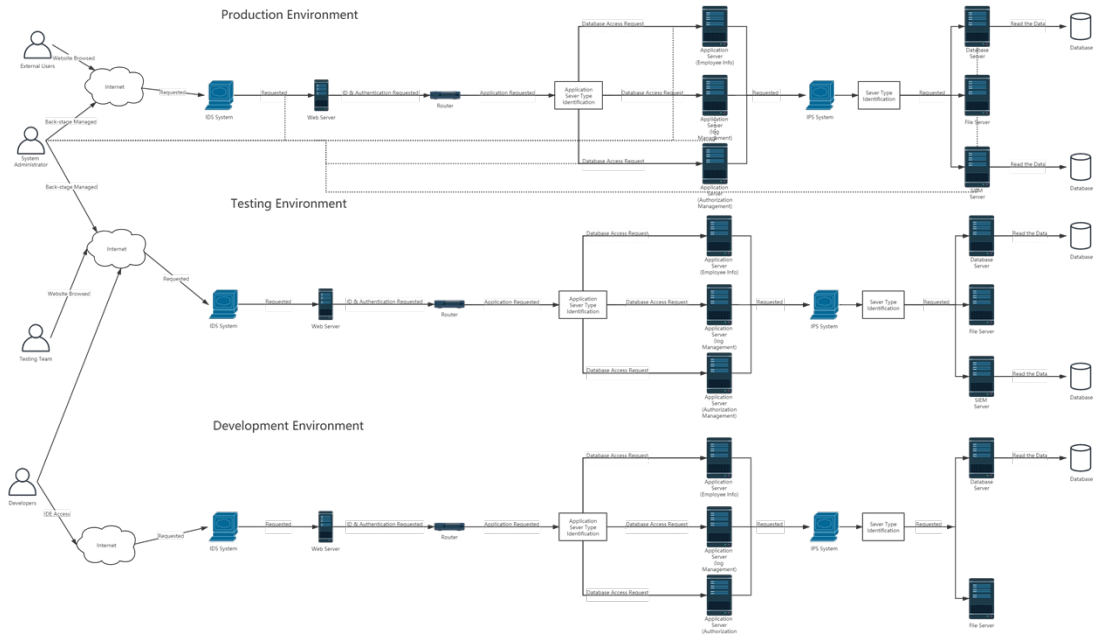 Production Environment
External Users
Website Browsed
Internet
Requested
IDS System
Requested
Web Server
ID & Authentication Requested
Router
Application Requested
Application
Sever Type
Identification
Database Access Request
Application
Server
(Employee Info)
Database Access Request
Application
Server
(log
Management)
Database Access Request
Application
Server
(Authorization
Management)
Requested
IPS System
Sever Type
Identification
Requested
Database
Server
Read the Data
Database
File Server
Server
Read the Data
Database
Back-stage Managed
System
Administrator
Back-stage Managed
Testing Environment
Internet
Requested
Website Browsed
Testing Team
IDS System
Requested
Web Server
ID & Authentication Requested
Router
Application Requested
Application
Sever Type
Identification
Database Access Request
Application
Server
(Employee Info)
Database Access Request
Application
Server
(log
Management)
Database Access Request
Application
Server
(Authorization
Management)
Requested
IPS System
Sever Type
Identification
Requested
Database
Server
Read the Data
Database
File Server
SIEM
Server
Read the Data
Database
Development Environment
Developers
IDE Access
Internet
Requested
IDS System
Requested
Web Server
ID & Authentication Requested
Router
Application Requested
Application
Sever Type
Identification
Database Access Request
Application
Server
(Employee Info)
Database Access Request
Application
Server
(log
Management)
Database Access Request
Application
Server
(Authorization
Requested
IPS System
Sever Type
Identification
Requested
Database
Server
Read the Data
Database
File Server